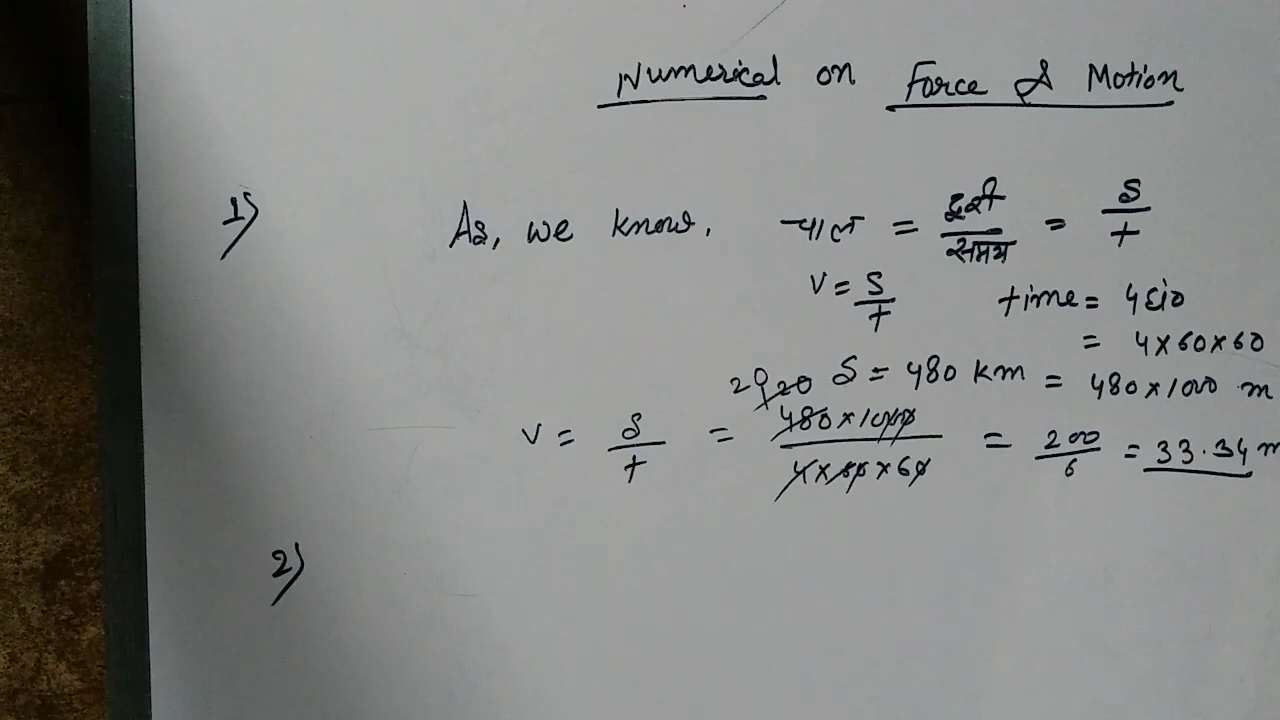 Numerical on Force & Motion
1) As, we know, चाल = दूरी/समय = s/t
v = s/t time = 4 घंटे
= 4×60×60
S = 480 km = 480×1000 m
v = s/t = 480×1000/4×60×60 = 200/6 = 33.34 m
2)